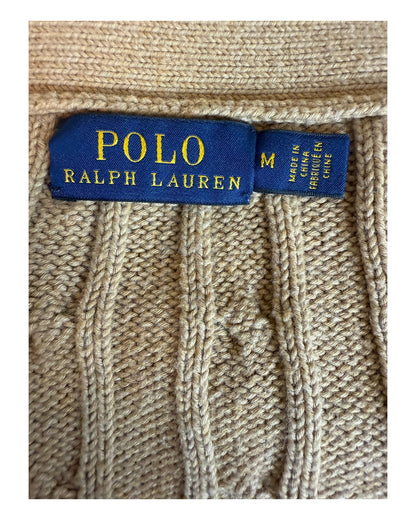 POLO
RALPH LAUREN
M
MADE IN
CHINA
FABRIQUÉ EN
CHINE